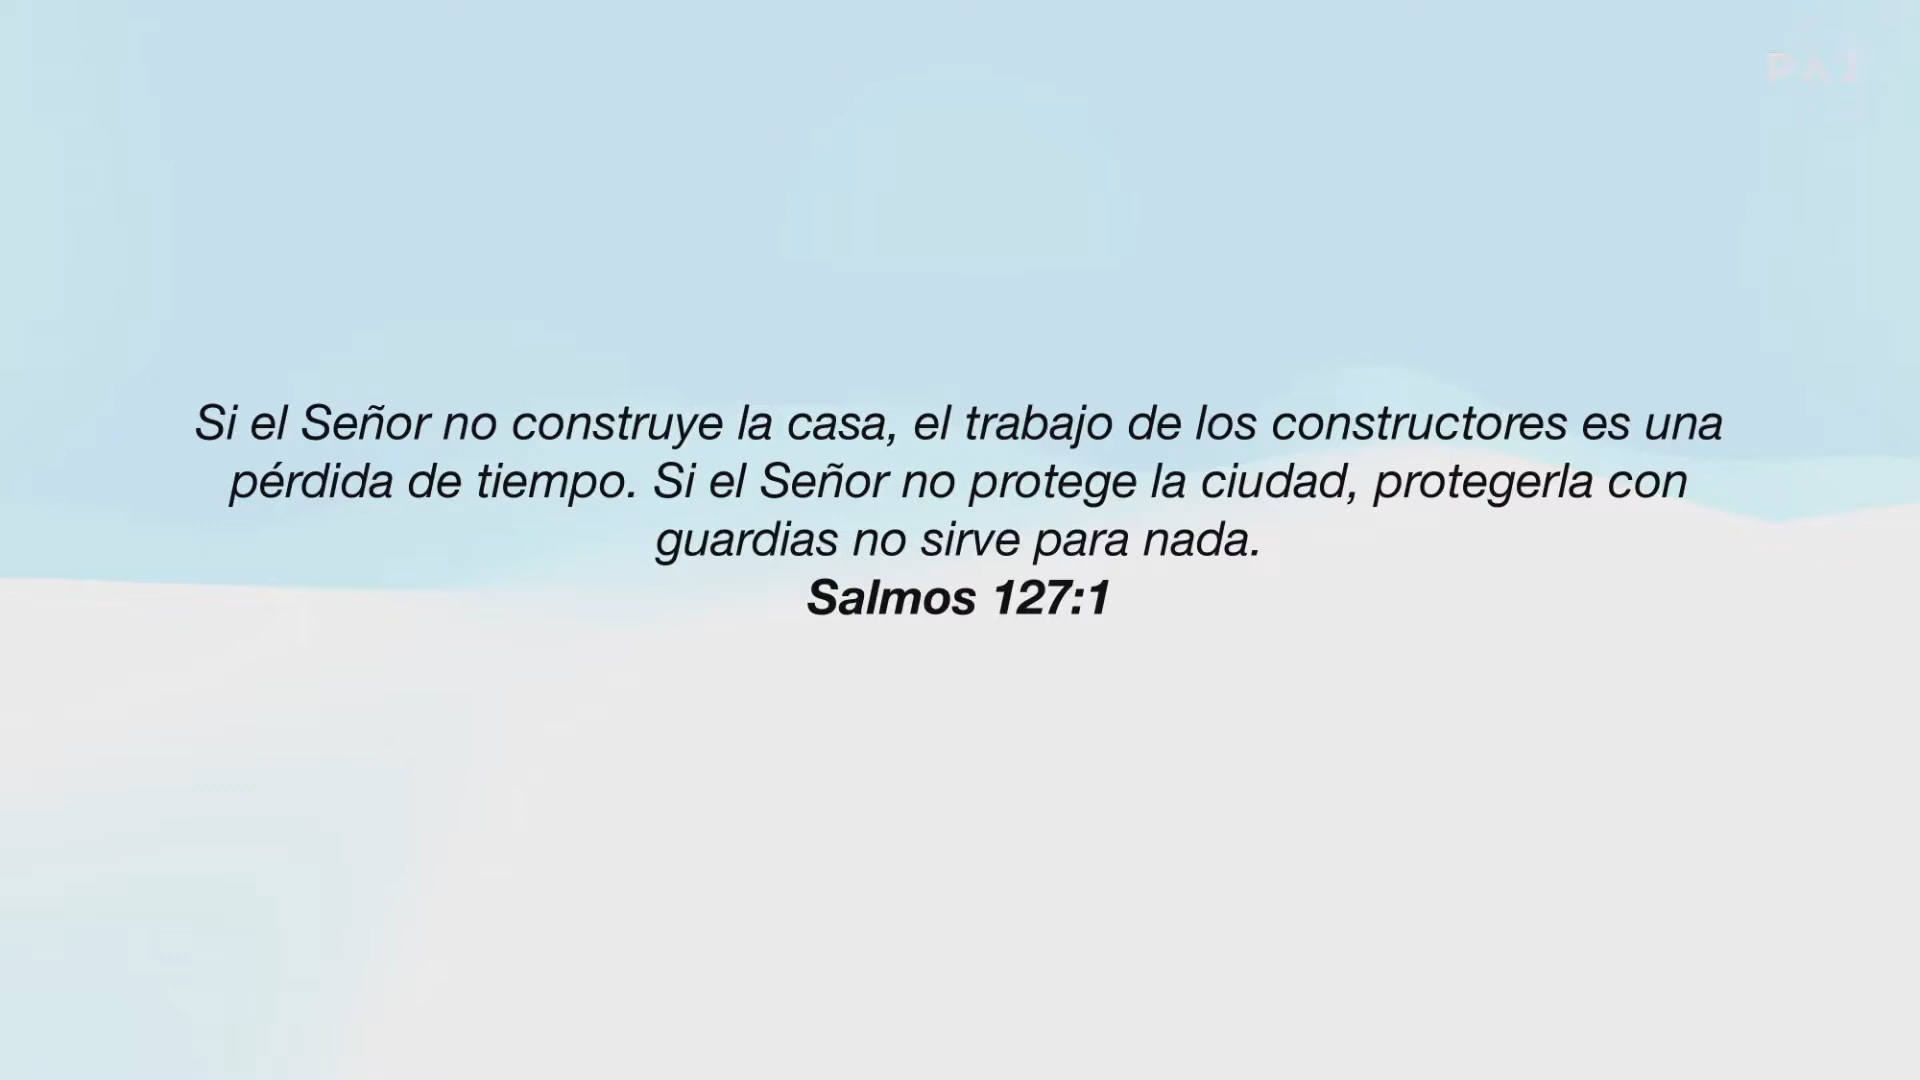 PAZ
Si el Señor no construye la casa, el trabajo de los constructores es una
pérdida de tiempo. Si el Señor no protege la ciudad, protegerla con
guardias no sirve para nada.
Salmos 127:1